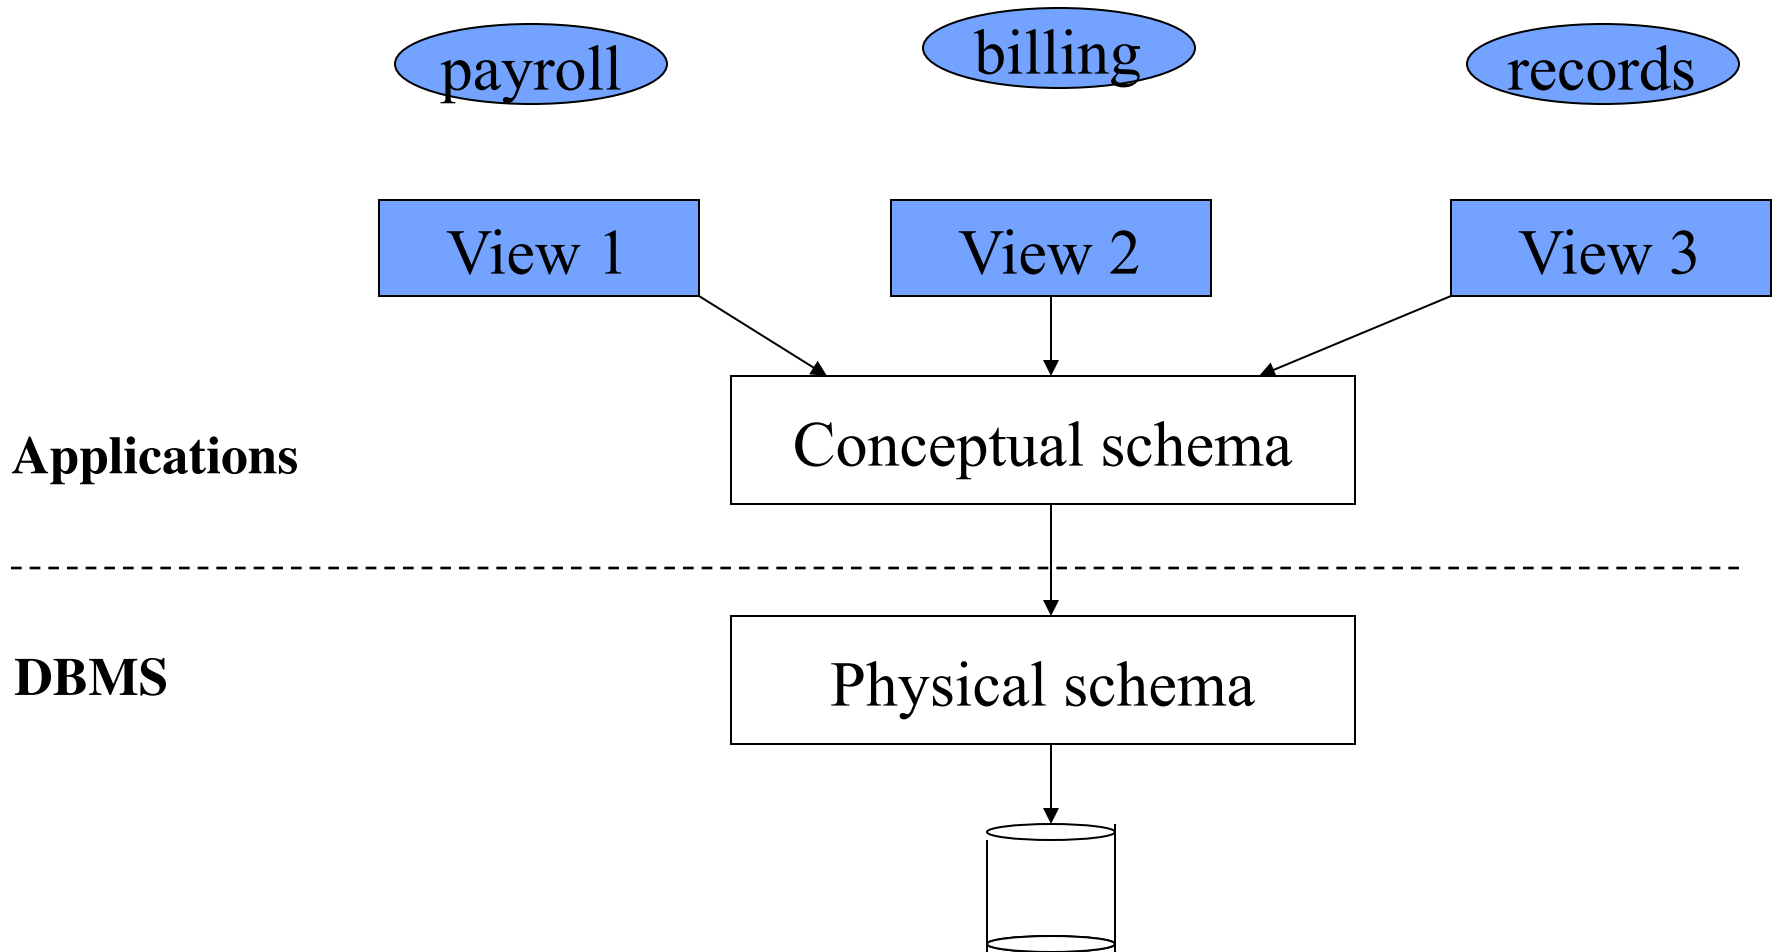 payroll
billing
records
View 1
View 2
View 3
Conceptual schema
Applications
Physical schema
DBMS